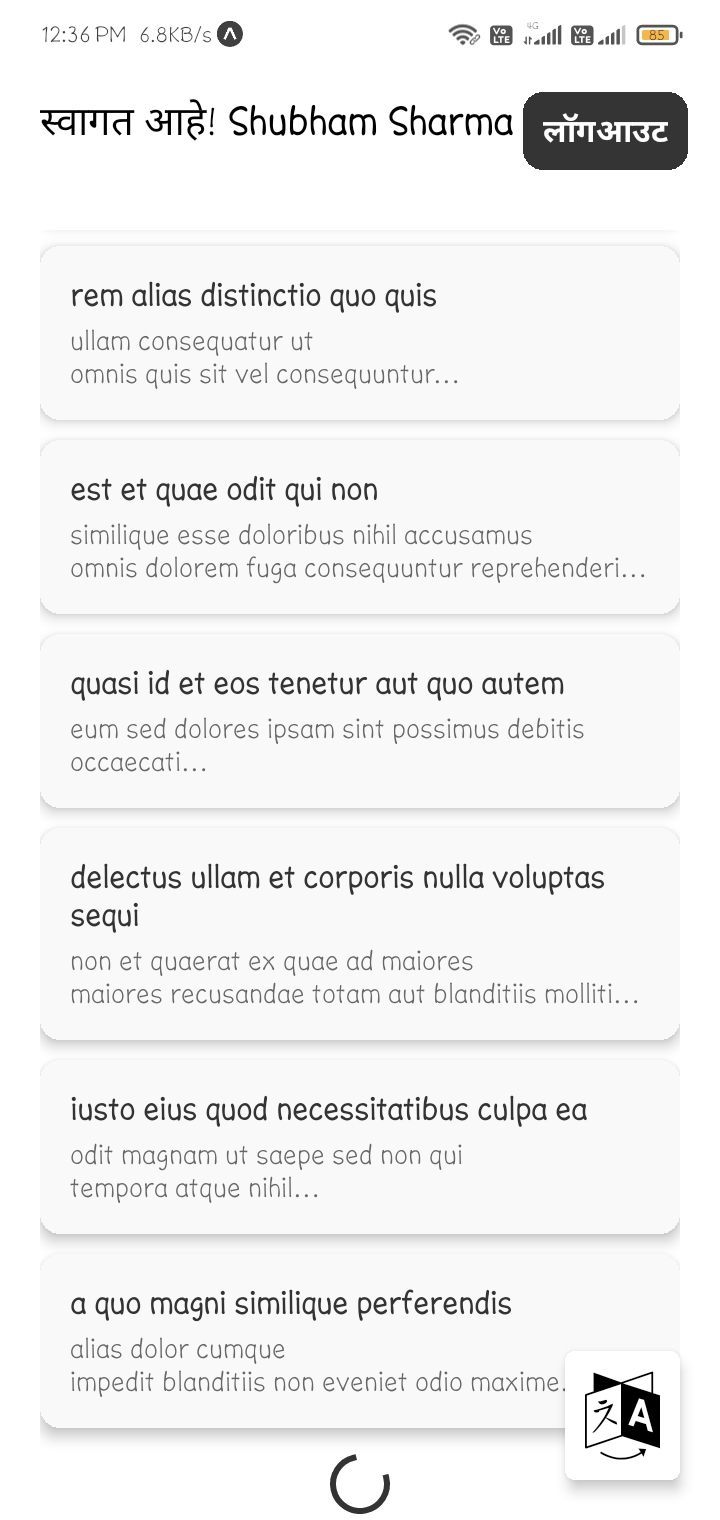 12:36 PM 6.8KB/s
Vo LTE 4G Vo LTE 85
स्वागत आहे! Shubham Sharma
लॉगआउट
rem alias distinctio quo quis
ullam consequatur ut
omnis quis sit vel consequuntur...
est et quae odit qui non
similique esse doloribus nihil accusamus
omnis dolorem fuga consequuntur reprehenderi...
quasi id et eos tenetur aut quo autem
eum sed dolores ipsam sint possimus debitis
occaecati...
delectus ullam et corporis nulla voluptas
sequi
non et quaerat ex quae ad maiores
maiores recusandae totam aut blanditiis molliti...
iusto eius quod necessitatibus culpa ea
odit magnam ut saepe sed non qui
tempora atque nihil...
a quo magni similique perferendis
alias dolor cumque
impedit blanditiis non eveniet odio maxime.
A